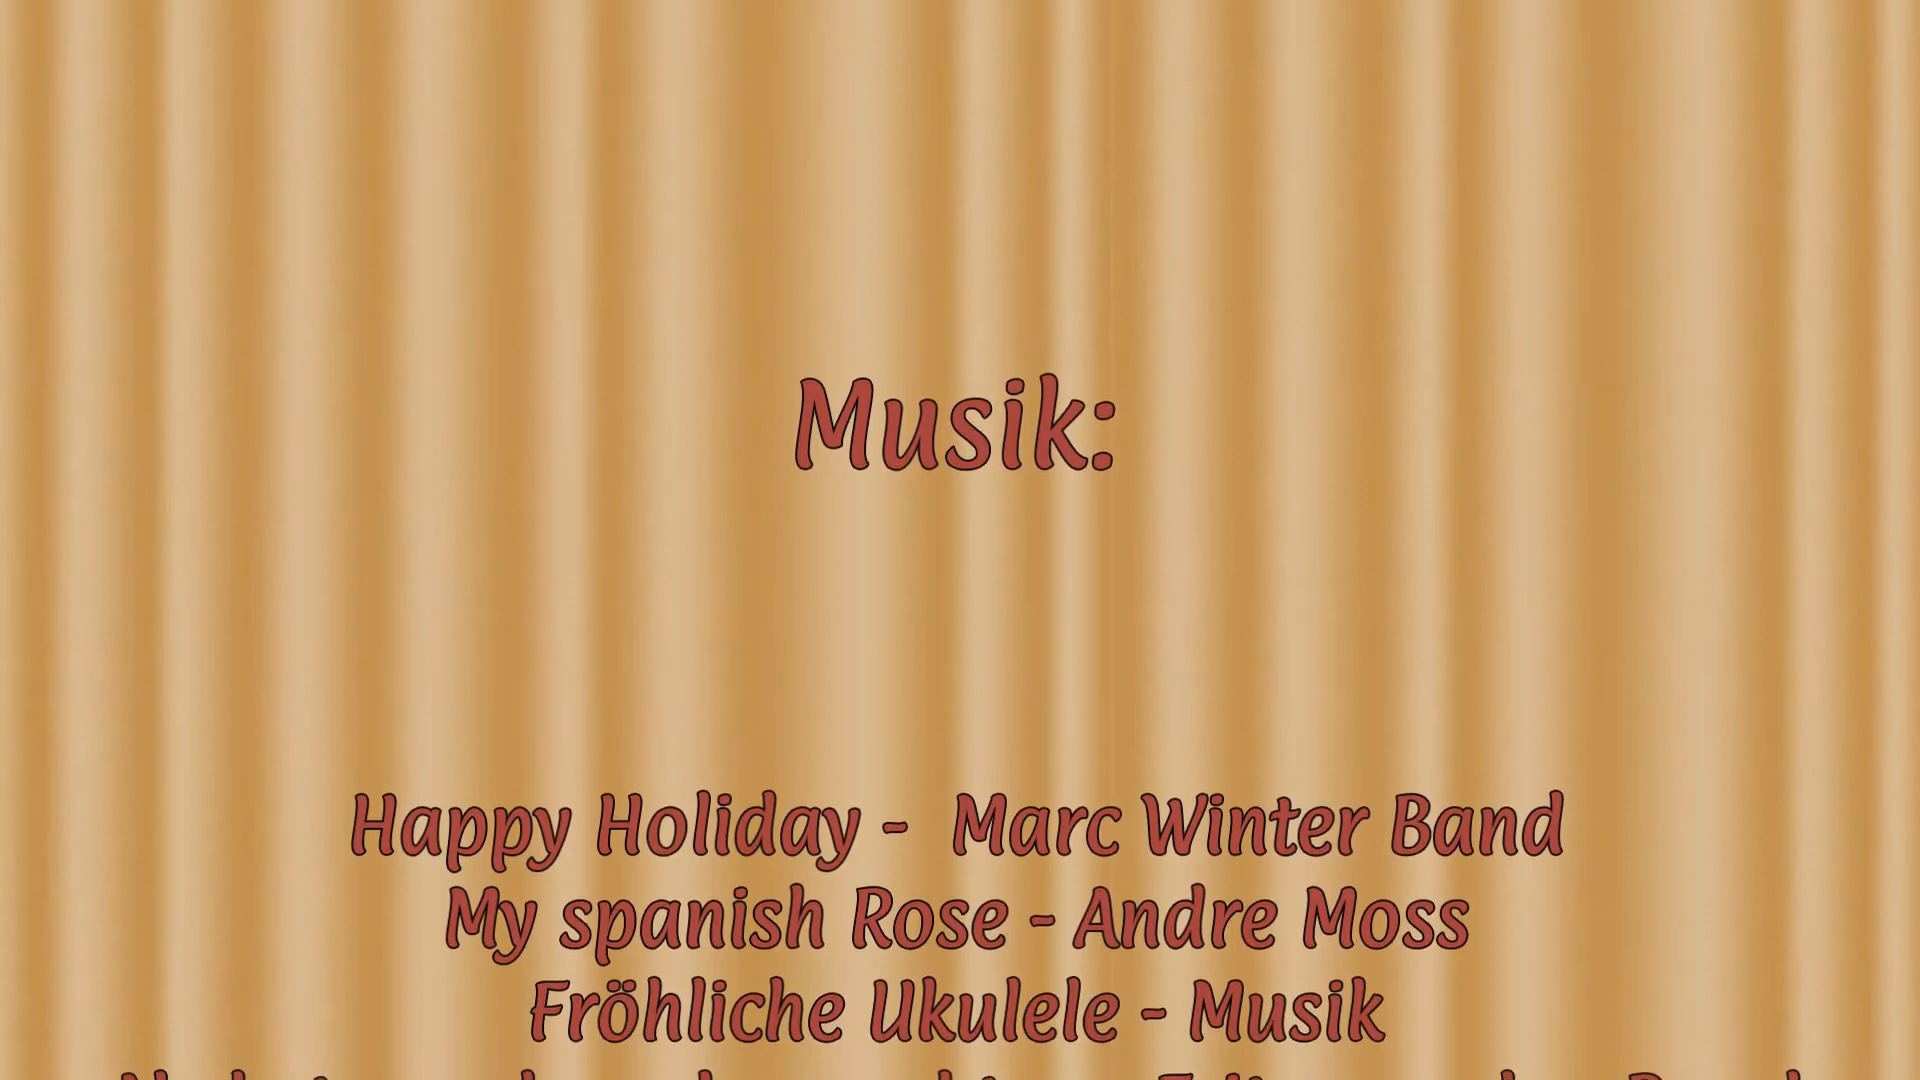 Musik:
Happy Holiday -  Marc Winter Band
My spanish Rose - Andre Moss
Fröhliche Ukulele - Musik